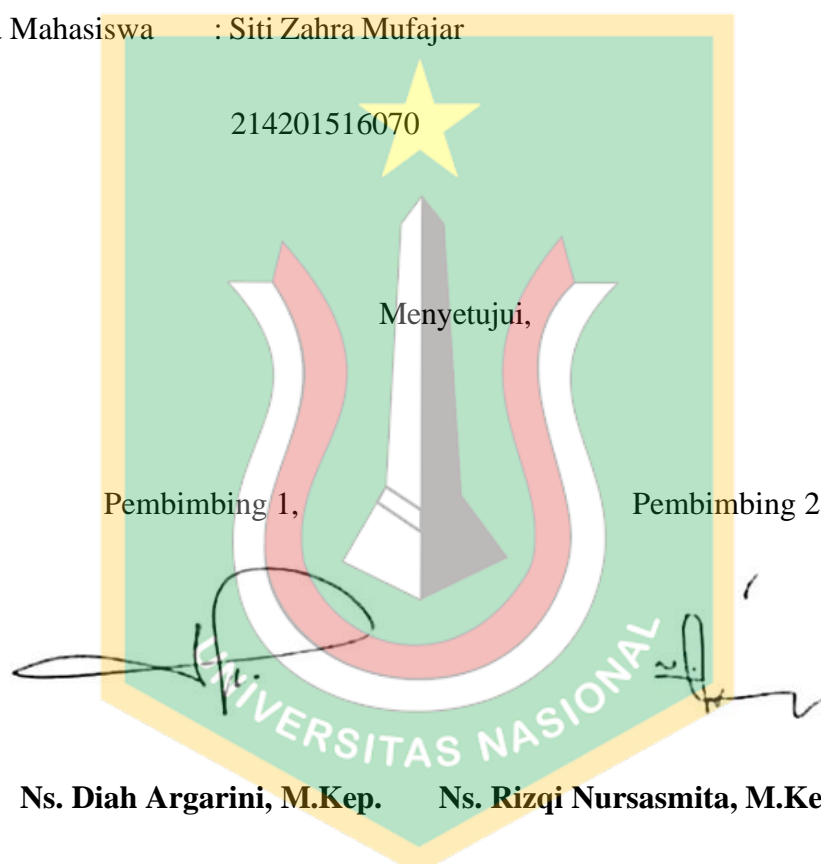 Mahasiswa : Siti Zahra Mufajar
214201516070
Menyetujui,
Pembimbing 1, Pembimbing 2
UNIVERSITAS NASIONAL
Ns. Diah Argarini, M.Kep. Ns. Rizqi Nursasmita, M.Ke